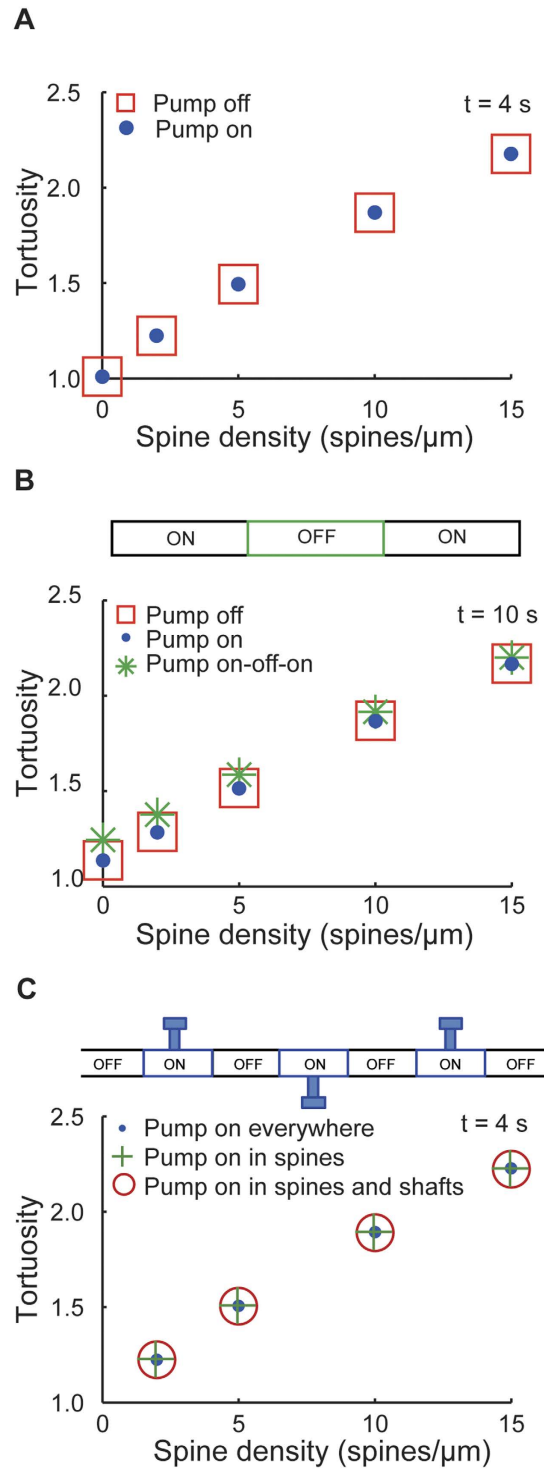 A
2.5
Pump off
t = 4 s
Pump on
2.0
Tortuosity
1.5
1.0
0 5 10 15
Spine density (spines/µm)
B
ON OFF ON
2.5
Pump off
t = 10 s
Pump on
Pump on-off-on
2.0
Tortuosity
1.5
1.0
0 5 10 15
Spine density (spines/µm)
C
OFF ON OFF ON OFF ON OFF
2.5
Pump on everywhere
t = 4 s
Pump on in spines
Pump on in spines and shafts
2.0
Tortuosity
1.5
1.0
0 5 10 15
Spine density (spines/µm)